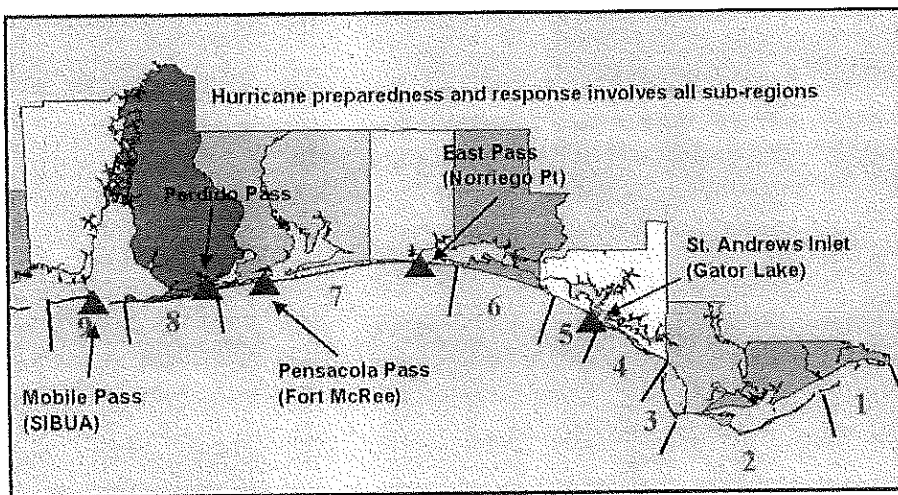 Hurricane preparedness and response involves all sub-regions
East Pass
(Norriego Pt)
Perdido Pass
St. Andrews Inlet
(Gator Lake)
7
6
9
8
5
4
Pensacola Pass
(Fort McRee)
Mobile Pass
(SIBUA)
3
1
2